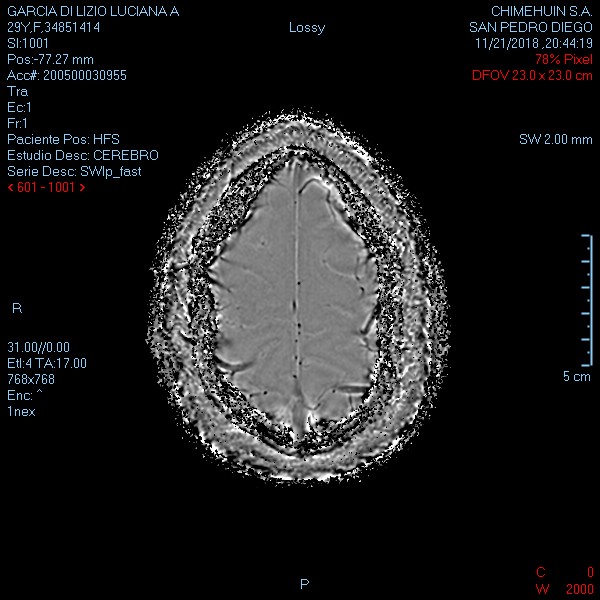 GARCIA DI LIZIO LUCIANA A
29Y,F,34851414
Sl:1001
Pos:-77.27 mm
Acc#: 200500030955
Tra
Ec:1
Fr:1
Paciente Pos: HFS
Estudio Desc: CEREBRO
Serie Desc: SWIp_fast
< 601 - 1001 >
Lossy
CHIMEHUIN S.A.
SAN PEDRO DIEGO
11/21/2018 ,20:44:19
78% Pixel
DFOV 23.0 x 23.0 cm
SW 2.00 mm
R
5 cm
31.00//0.00
Etl:4 TA:17.00
768x768
Enc: ^
1nex
P
C 0
W 2000